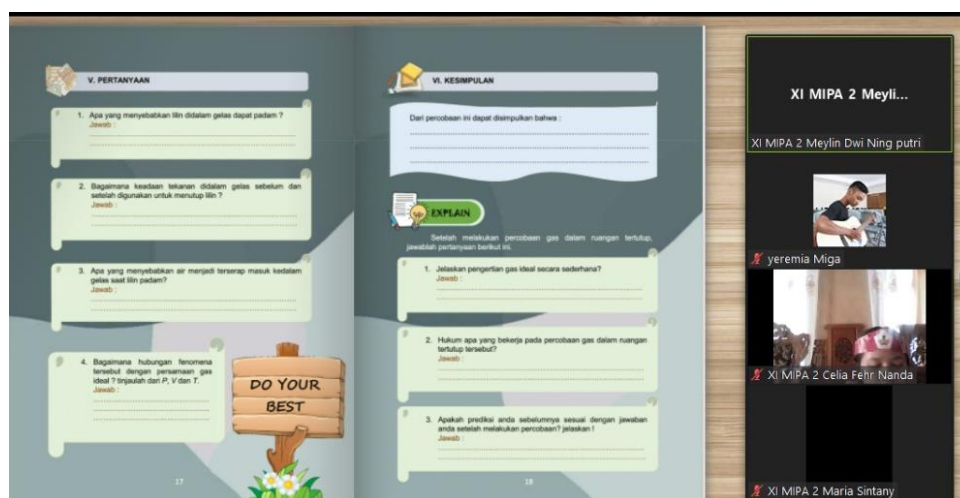 V. PERTANYAAN
1. Apa yang menyebabkan lilin didalam gelas dapat padam ?
Jawab :
2. Bagaimana keadaan tekanan didalam gelas sebelum dan
setelah digunakan untuk menutup lilin ?
Jawab :
3. Apa yang menyebabkan air menjadi terserap masuk kedalam
gelas saat lilin padam?
Jawab :
4. Bagaimana hubungan fenomena
tersebut dengan persamaan gas
ideal ? tinjaulah dari P, V dan T.
Jawab :
DO YOUR
BEST
17
VI. KESIMPULAN
Dari percobaan ini dapat disimpulkan bahwa :
EXPLAIN
Setelah melakukan percobaan gas dalam ruangan tertutup,
jawablah pertanyaan berikut ini.
1. Jelaskan pengertian gas ideal secara sederhana?
Jawab :
2. Hukum apa yang bekerja pada percobaan gas dalam ruangan
tertutup tersebut?
Jawab :
3. Apakah prediksi anda sebelumnya sesuai dengan jawaban
anda setelah melakukan percobaan? jelaskan !
Jawab :
18
XI MIPA 2 Meyli...
XI MIPA 2 Meylin Dwi Ning putri
yeremia Miga
XI MIPA 2 Celia Fehr Nanda
XI MIPA 2 Maria Sintany